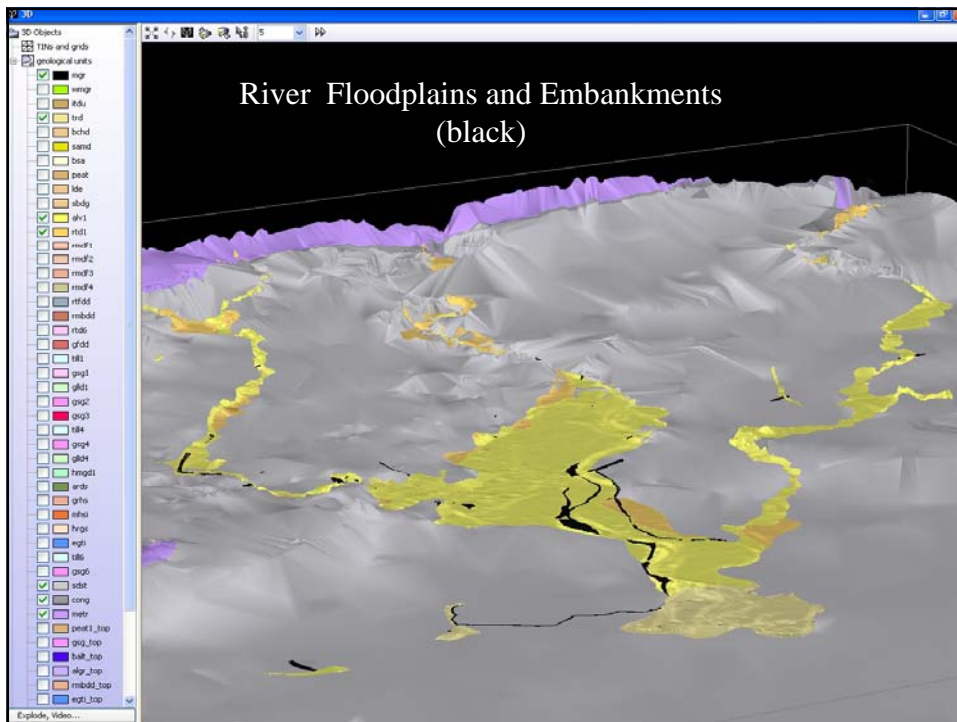 3D
3D Objects
TINs and grids
geological units
mgr
wmgr
itdu
trd
bchd
samd
bsa
peat
lde
sbdg
alv1
rtd1
rmdf1
rmdf2
rmdf3
rmdf4
rtfdd
rmbdd
rtd6
gfdd
till1
gsg1
glld1
gsg2
gsg3
till4
gsg4
glld4
hmgd1
ards
grhs
mhsi
hrgs
egti
till6
gsg6
sdst
cong
metr
peat1_top
gsg_top
balt_top
algr_top
rmbdd_top
egti_top
Explode, Video...
5
River Floodplains and Embankments
(black)